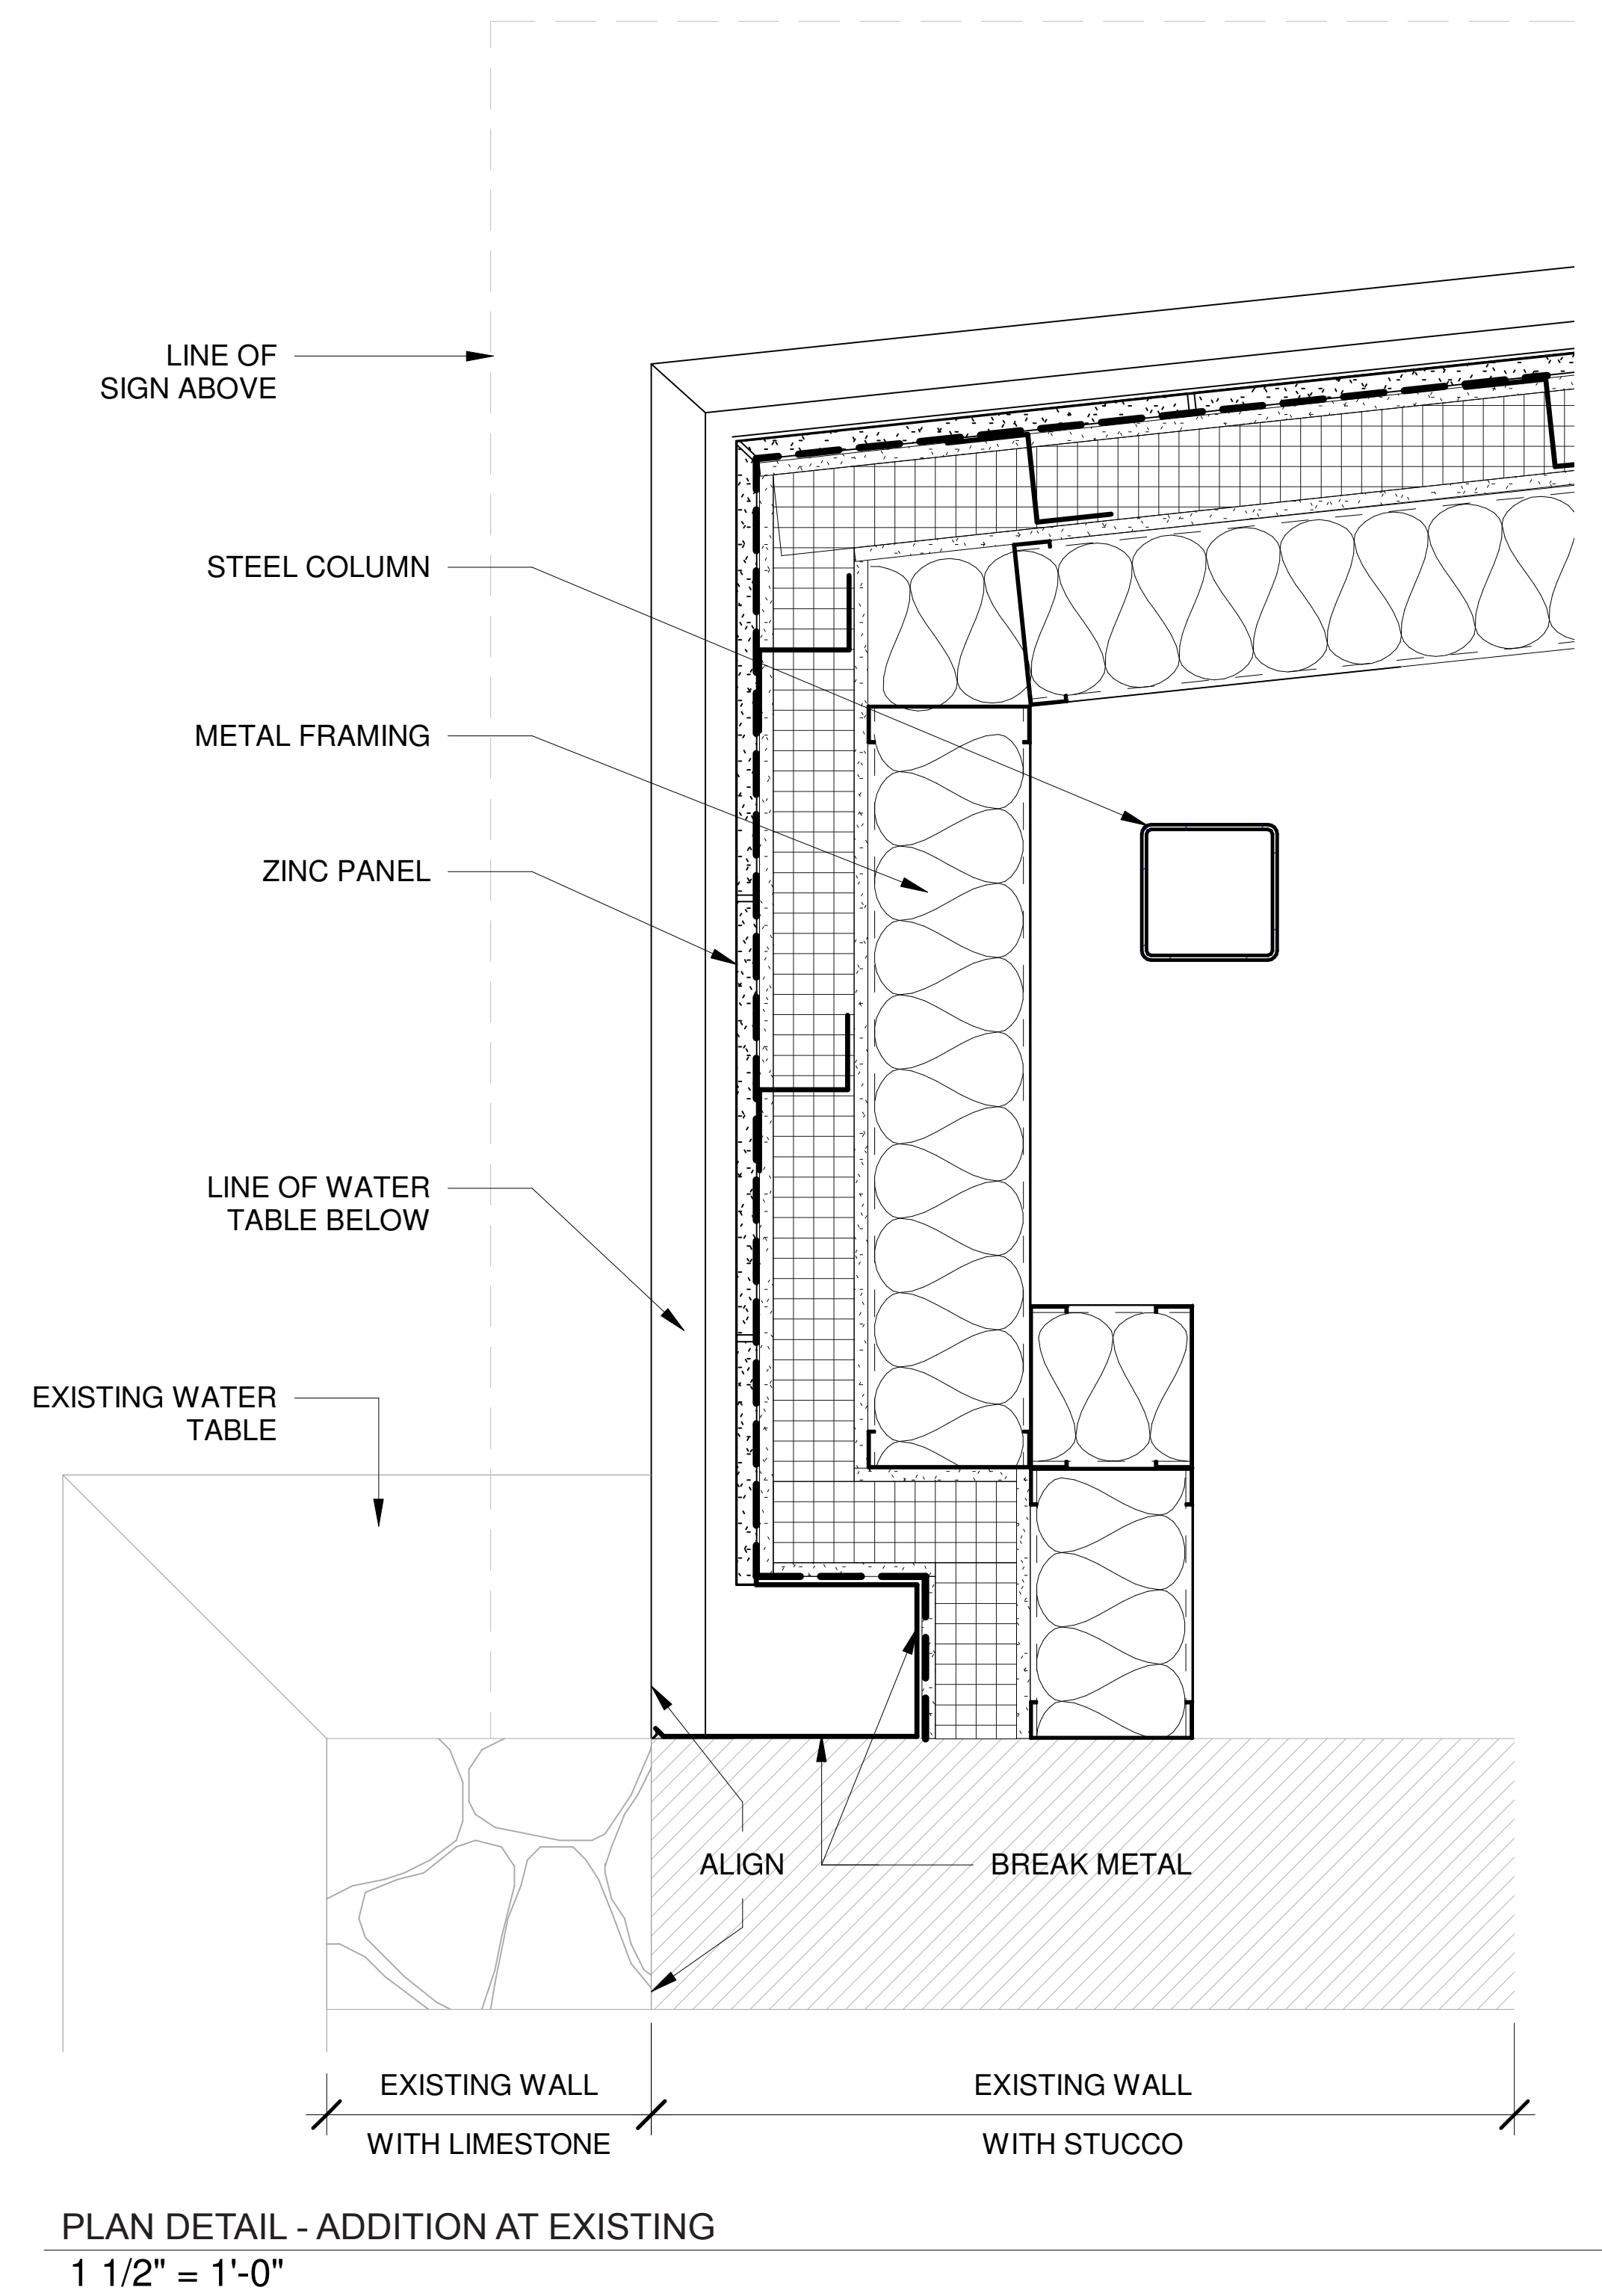 LINE OF
SIGN ABOVE
STEEL COLUMN
METAL FRAMING
ZINC PANEL
LINE OF WATER
TABLE BELOW
EXISTING WATER
TABLE
ALIGN
BREAK METAL
EXISTING WALL
WITH LIMESTONE
EXISTING WALL
WITH STUCCO
PLAN DETAIL - ADDITION AT EXISTING
1 1/2" = 1'-0"